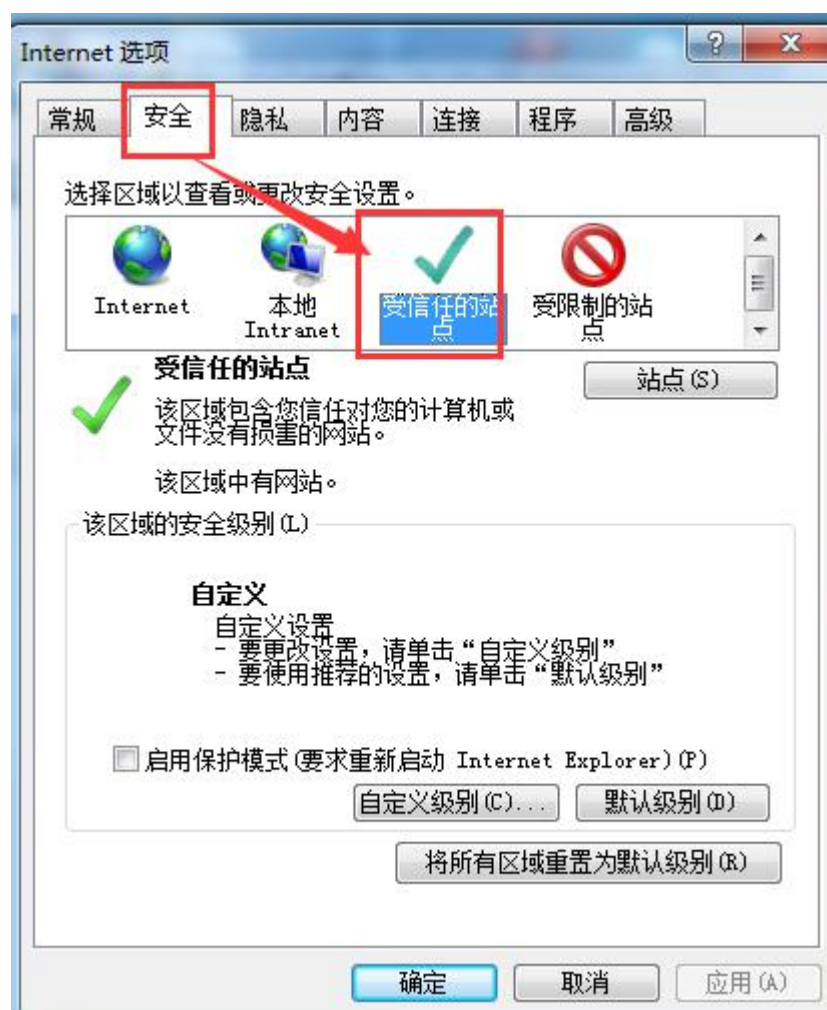 Internet 选项
常规 安全 隐私 内容 连接 程序 高级
选择区域以查看或更改安全设置。
Internet
本地
Intranet
受信任的站
点
受限制的站
点
受信任的站点
站点(S)
该区域包含您信任对您的计算机或
文件没有损害的网站。
该区域中有网站。
该区域的安全级别(L)
自定义
自定义设置
- 要更改设置，请单击“自定义级别”
- 要使用推荐的设置，请单击“默认级别”
启用保护模式(要求重新启动 Internet Explorer)(P)
自定义级别(C)... 默认级别(D)
将所有区域重置为默认级别(R)
确定 取消 应用(A)